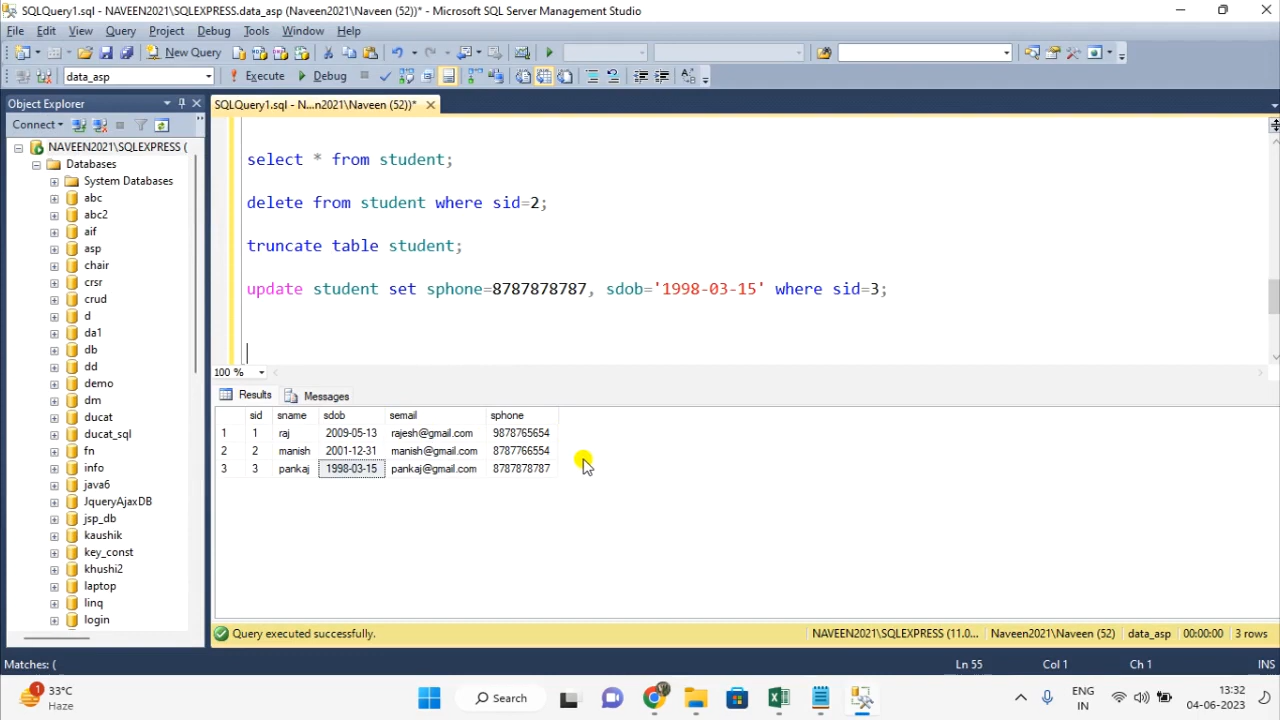 SQLQuery1.sql - NAVEEN2021\SQLEXPRESS.data_asp (Naveen2021\Naveen (52))* - Microsoft SQL Server Management Studio
File Edit View Query Project Debug Tools Window Help
New Query
data_asp Execute Debug
Object Explorer
SQLQuery1.sql - N...n2021\Naveen (52))*
Connect
NAVEEN2021\SQLEXPRESS (
Databases
System Databases
abc
abc2
aif
asp
chair
crsr
crud
d
da1
db
dd
demo
dm
ducat
ducat_sql
fn
info
java6
JqueryAjaxDB
jsp_db
kaushik
key_const
khushi2
laptop
linq
login
select * from student;
delete from student where sid=2;
truncate table student;
update student set sphone=8787878787, sdob='1998-03-15' where sid=3;
100 %
Results Messages
sid sname sdob semail sphone
1 1 raj 2009-05-13 rajesh@gmail.com 9878765654
2 2 manish 2001-12-31 manish@gmail.com 8787766554
3 3 pankaj 1998-03-15 pankaj@gmail.com 8787878787
Query executed successfully. NAVEEN2021\SQLEXPRESS (11.0... Naveen2021\Naveen (52) data_asp 00:00:00 3 rows
Matches: ( Ln 55 Col 1 Ch 1 INS
1 33°C
Haze
Search
ENG
IN
13:32
04-06-2023